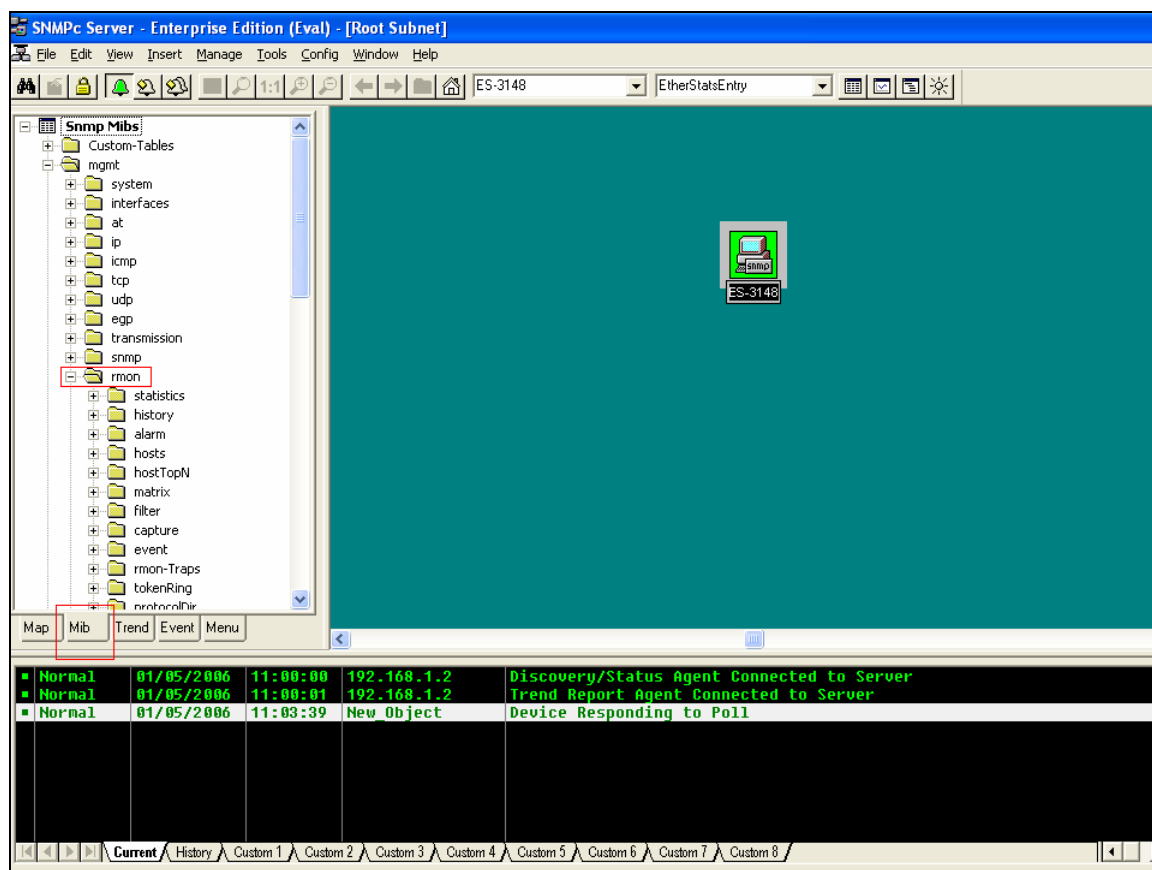 SNMPc Server - Enterprise Edition (Eval) - [Root Subnet]
File Edit View Insert Manage Tools Config Window Help
1:1 ES-3148 EtherStatsEntry
Snmp Mibs
Custom-Tables
mgmt
system
interfaces
at
ip
icmp
tcp
udp
egp
transmission
snmp
rmon
statistics
history
alarm
hosts
hostTopN
matrix
filter
capture
event
rmon-Traps
tokenRing
protocolDir
Map Mib Trend Event Menu
snmp
ES-3148
Normal 01/05/2006 11:00:00 192.168.1.2 Discovery/Status Agent Connected to Server
Normal 01/05/2006 11:00:01 192.168.1.2 Trend Report Agent Connected to Server
Normal 01/05/2006 11:03:39 New_Object Device Responding to Poll
Current History Custom 1 Custom 2 Custom 3 Custom 4 Custom 5 Custom 6 Custom 7 Custom 8